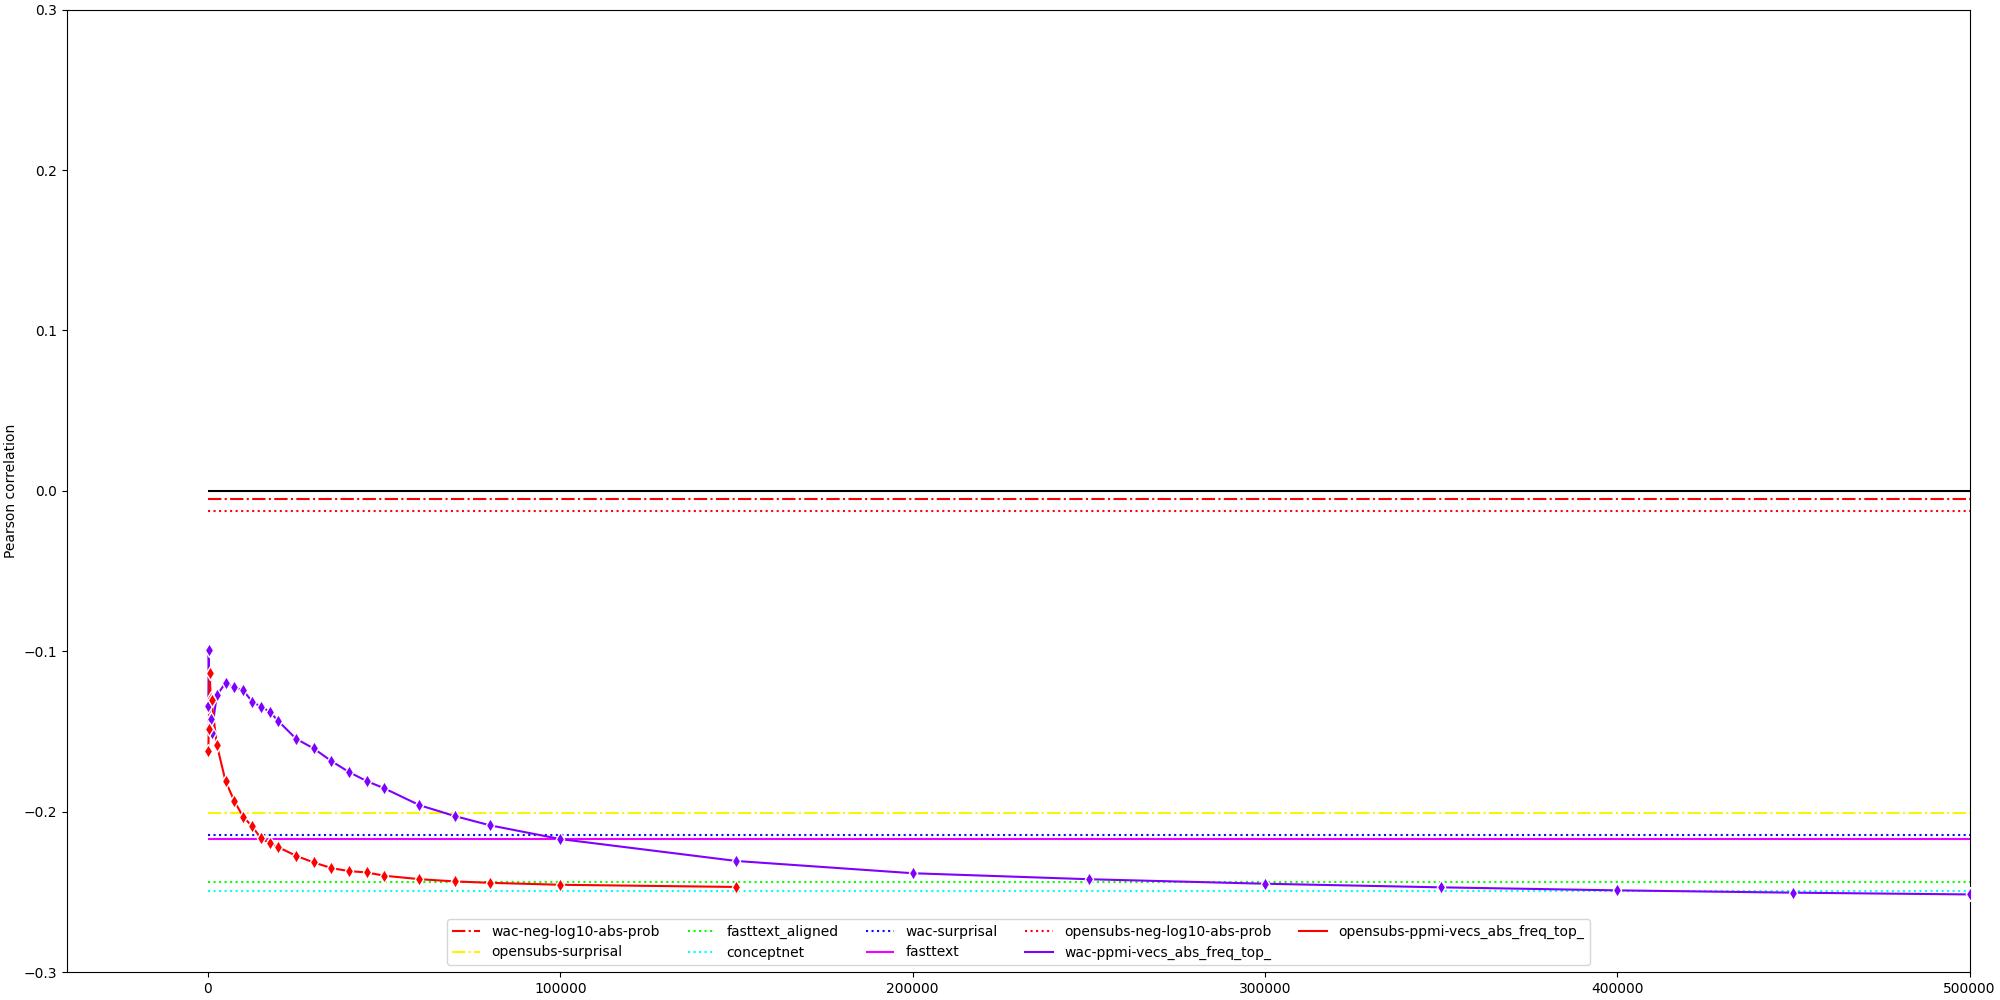 0.3
0.2
0.1
0.0
−0.1
−0.2
−0.3
Pearson correlation
wac-neg-log10-abs-prob
opensubs-surprisal
fasttext_aligned
conceptnet
wac-surprisal
fasttext
opensubs-neg-log10-abs-prob
wac-ppmi-vecs_abs_freq_top_
opensubs-ppmi-vecs_abs_freq_top_
0 100000 200000 300000 400000 500000